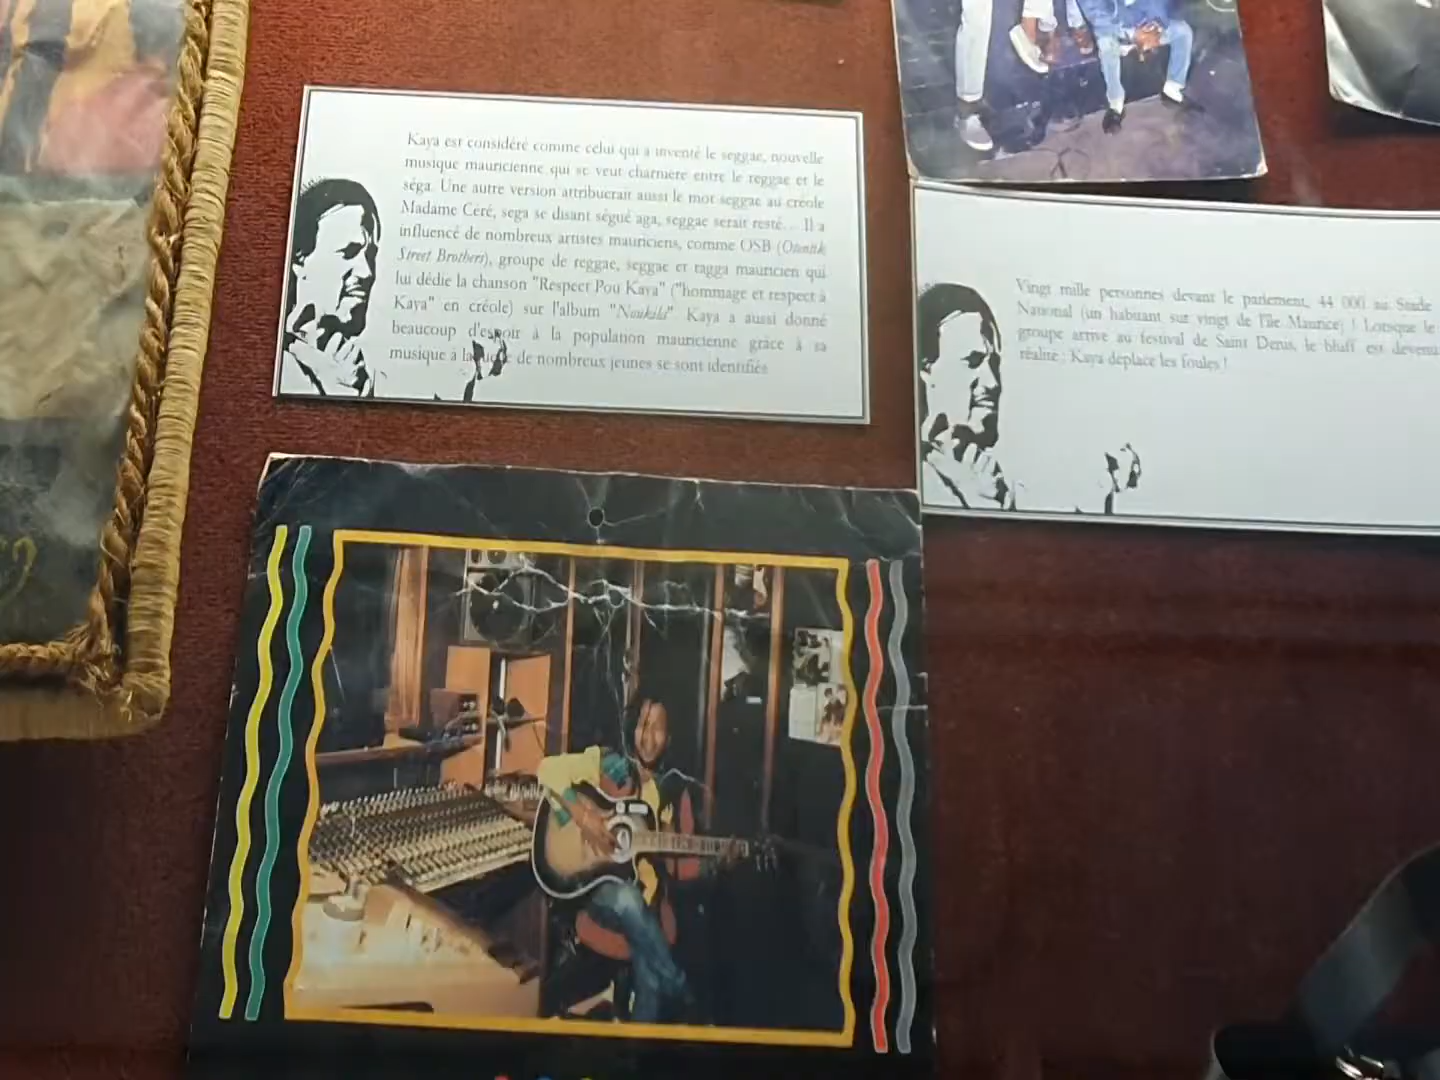 Kaya est considéré comme celui qui a inventé le seggae, nouvelle
musique mauricienne qui se veut charnière entre le reggae et le
séga. Une autre version attribuerait aussi le mot seggae au créole
Madame Céré, sega se disant ségué aga, seggae serait resté... Il a
influencé de nombreux artistes mauriciens, comme OSB (Otentik
Street Brothers), groupe de reggae, seggae et ragga mauricien qui
lui dédie la chanson "Respect Pou Kaya" ("hommage et respect à
Kaya" en créole) sur l'album "Naukila" Kaya a aussi donné
beaucoup d'espoir à la population mauricienne grâce à sa
musique à laquelle de nombreux jeunes se sont identifiés
Vingt mille personnes devant le parlement, 44 000 au Stade
National (un habitant sur vingt de l'île Maurice) ! Lorsque le
groupe arrive au festival de Saint Denis, le bluff est devenu
réalité : Kaya déplace les foules !